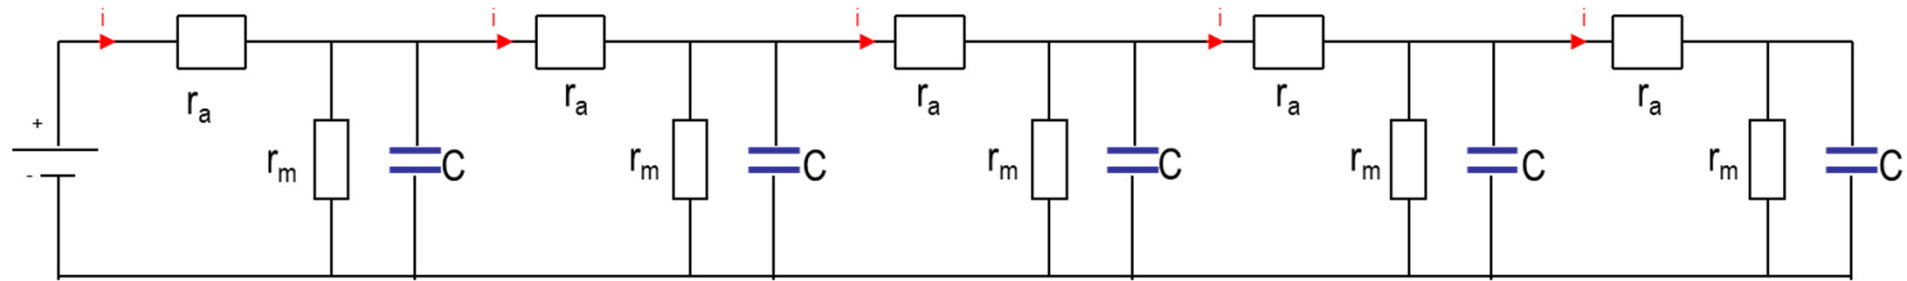 i i i i i
+
-
rₐ rₐ rₐ rₐ rₐ
rₘ C rₘ C rₘ C rₘ C rₘ C